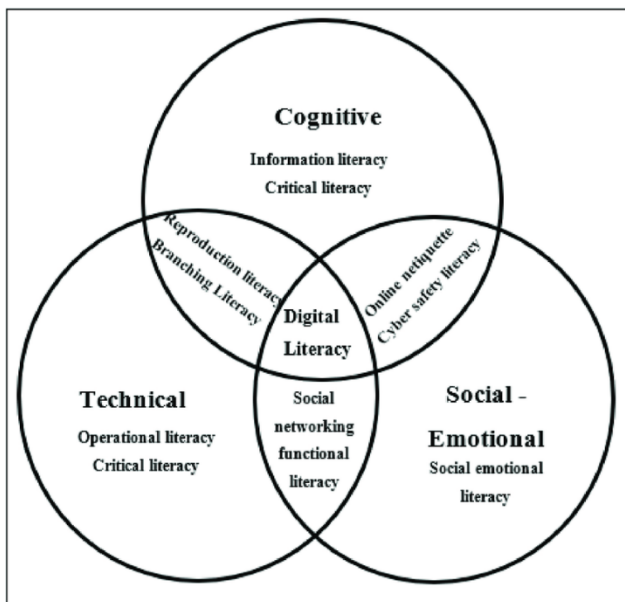 Cognitive
Information literacy
Critical literacy
Reproduction literacy
Branching Literacy
Online netiquette
Cyber safety literacy
Digital
Literacy
Technical
Operational literacy
Critical literacy
Social
networking
functional
literacy
Social -
Emotional
Social emotional
literacy